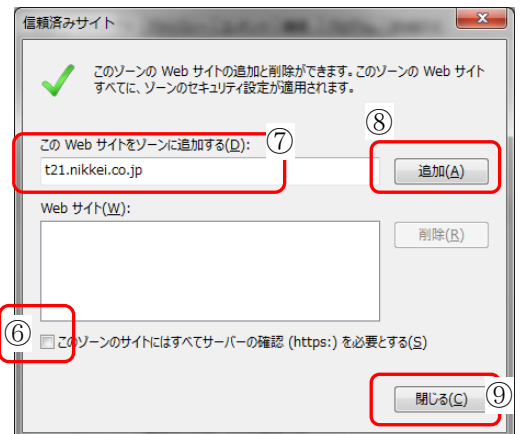 信頼済みサイト
このゾーンの Web サイトの追加と削除ができます。このゾーンの Web サイト
すべてに、ゾーンのセキュリティ設定が適用されます。
⑦
⑧
この Web サイトをゾーンに追加する(D):
t21.nikkei.co.jp
追加(A)
Web サイト(W):
削除(R)
⑥
このゾーンのサイトにはすべてサーバーの確認 (https:) を必要とする(S)
閉じる(C)
⑨